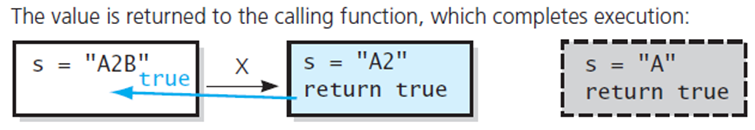 The value is returned to the calling function, which completes execution:
s = "A2B"
true
X
s = "A2"
return true
s = "A"
return true